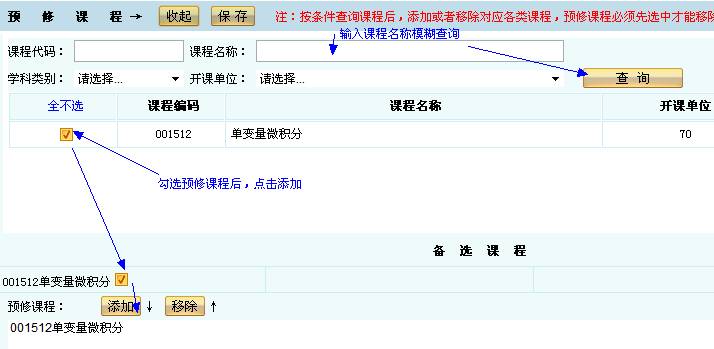 预 修 课 程 → 收起 保存 注：按条件查询课程后，添加或者移除对应各类课程，预修课程必须先选中才能移除
输入课程名称模糊查询
课程代码： 课程名称：
学科类别： 请选择... 开课单位： 请选择... 查 询
全不选 课程编码 课程名称 开课单位
001512 单变量微积分 70
勾选预修课程后，点击添加
备 选 课 程
001512单变量微积分
预修课程： 添加 ↓ 移除 ↑
001512单变量微积分